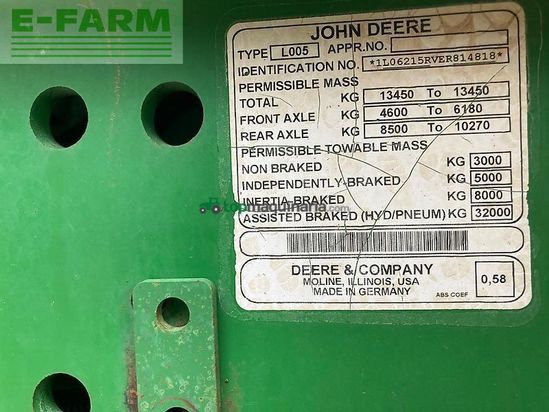 E-FARM
JOHN DEERE
TYPE L005 APPR.NO.
IDENTIFICATION NO. *1L06215RVER814818*
PERMISSIBLE MASS
TOTAL KG 13450 To 13450
FRONT AXLE KG 4600 To 6180
REAR AXLE KG 8500 To 10270
PERMISSIBLE TOWABLE MASS
NON BRAKED KG 3000
INDEPENDENTLY-BRAKED KG 5000
INERTIA-BRAKED KG 8000
topmaquinaria.com
ASSISTED BRAKED (HYD/PNEUM) KG 32000
DEERE & COMPANY
MOLINE, ILLINOIS, USA
MADE IN GERMANY
ABS COEF 0,58